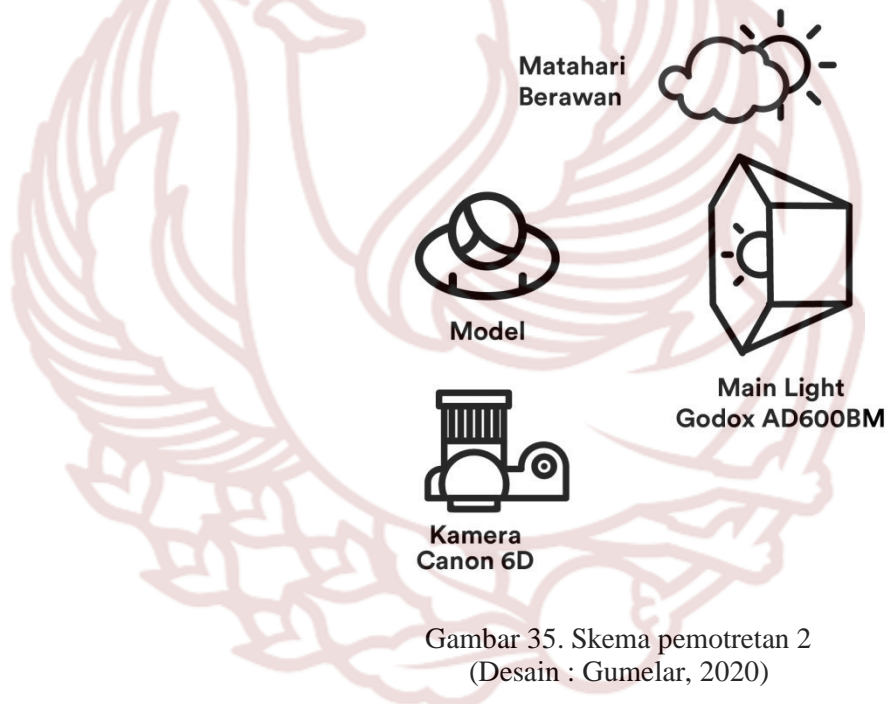 Matahari
Berawan
Model
Main Light
Godox AD600BM
Kamera
Canon 6D
Gambar 35. Skema pemotretan 2
(Desain : Gumelar, 2020)